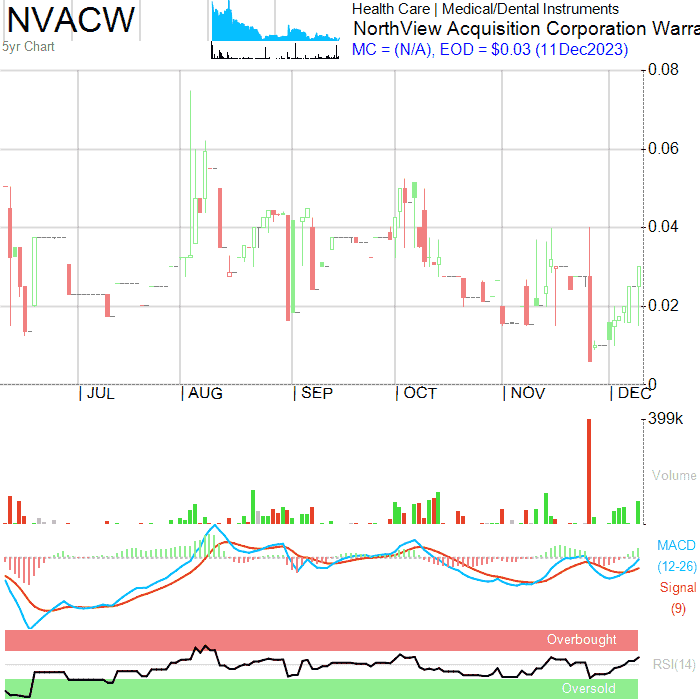 NVACW
5yr Chart
Health Care | Medical/Dental Instruments
NorthView Acquisition Corporation Warra
MC = (N/A), EOD = $0.03 (11Dec2023)
0.08
0.06
0.04
0.02
0
JUL AUG SEP OCT NOV DEC
399k
Volume
MACD
(12-26)
Signal
(9)
Overbought
RSI(14)
Oversold